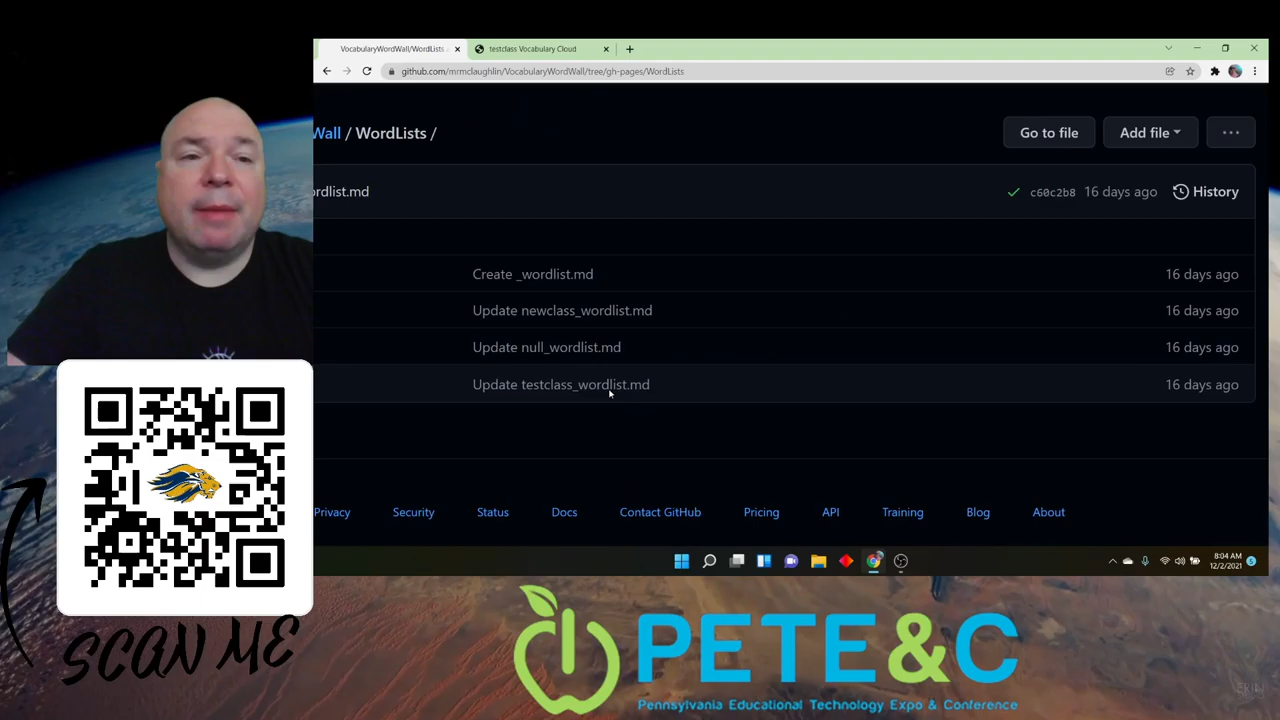 VocabularyWordWall/WordLists
testclass Vocabulary Cloud
github.com/mrmclaughlin/VocabularyWordWall/tree/gh-pages/WordLists
Wall / WordLists /
Go to file
Add file
ordlist.md
c60c2b8
16 days ago
History
Create _wordlist.md
16 days ago
Update newclass_wordlist.md
16 days ago
Update null_wordlist.md
16 days ago
Update testclass_wordlist.md
16 days ago
Privacy
Security
Status
Docs
Contact GitHub
Pricing
API
Training
Blog
About
8:04 AM
12/2/2021
SCAN ME
PETE&C
Pennsylvania Educational Technology Expo & Conference